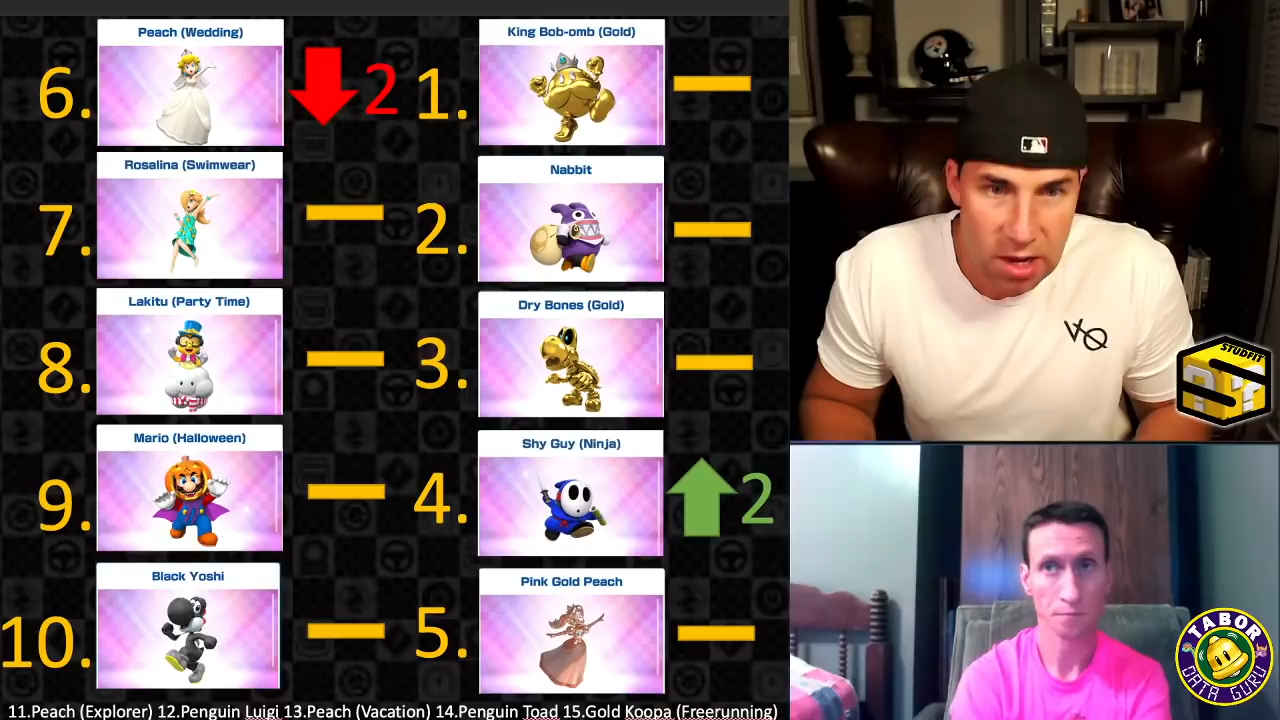 6.
Peach (Wedding)
2
7.
Rosalina (Swimwear)
8.
Lakitu (Party Time)
9.
Mario (Halloween)
10.
Black Yoshi
1.
King Bob-omb (Gold)
2.
Nabbit
3.
Dry Bones (Gold)
4.
Shy Guy (Ninja)
2
5.
Pink Gold Peach
11.Peach (Explorer) 12.Penguin Luigi 13.Peach (Vacation) 14.Penguin Toad 15.Gold Koopa (Freerunning)
STUDPIT
TABOR
DATA GURU